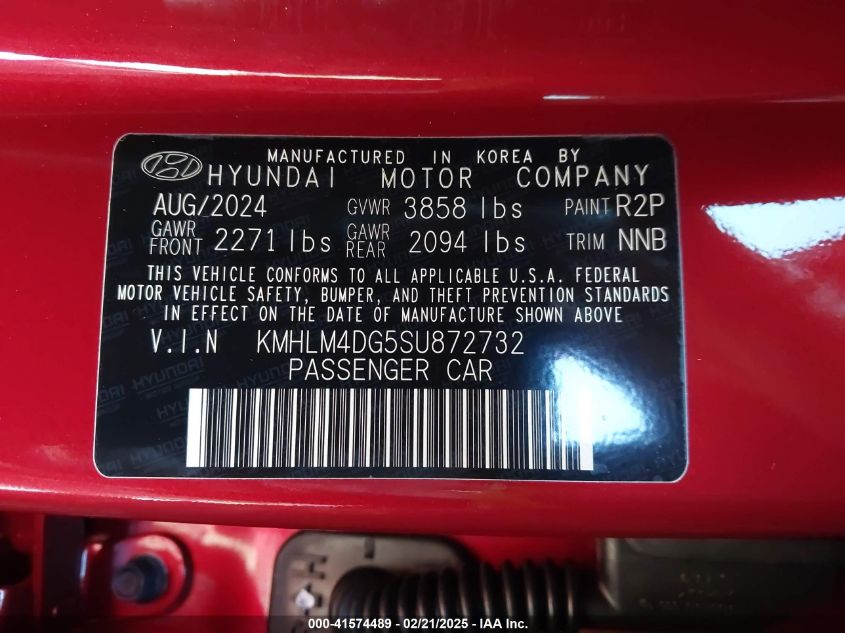 MANUFACTURED IN KOREA BY
HYUNDAI MOTOR COMPANY
AUG/2024 GVWR 3858 lbs PAINT R2P
GAWR FRONT 2271 lbs GAWR REAR 2094 lbs TRIM NNB
THIS VEHICLE CONFORMS TO ALL APPLICABLE U.S.A. FEDERAL
MOTOR VEHICLE SAFETY, BUMPER, AND THEFT PREVENTION STANDARDS
IN EFFECT ON THE DATE OF MANUFACTURE SHOWN ABOVE
V.I.N KMHLM4DG5SU872732
PASSENGER CAR
000-41574489 - 02/21/2025 - IAA Inc.